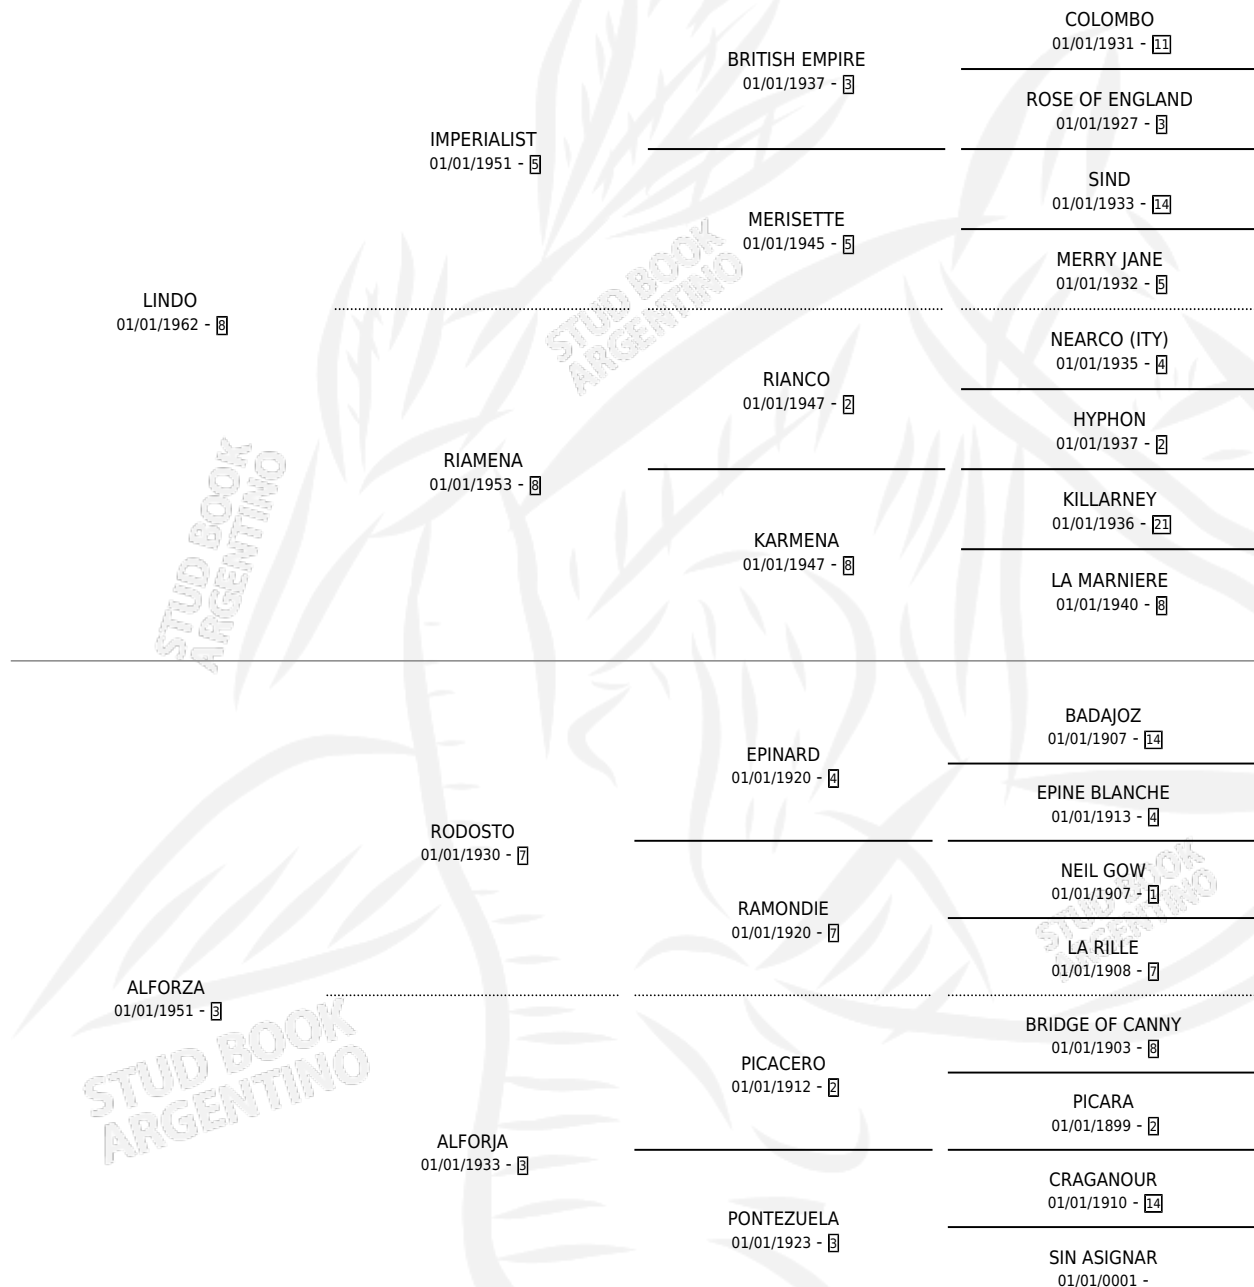 COLOMBO
01/01/1931 - 11
BRITISH EMPIRE
01/01/1937 - 3
ROSE OF ENGLAND
01/01/1927 - 3
IMPERIALIST
01/01/1951 - 5
SIND
01/01/1933 - 14
MERISETTE
01/01/1945 - 5
MERRY JANE
01/01/1932 - 5
LINDO
01/01/1962 - 8
STUD BOOK
ARGENTINO
NEARCO (ITY)
01/01/1935 - 4
RIANCO
01/01/1947 - 2
HYPHON
01/01/1937 - 2
RIAMENA
01/01/1953 - 8
KILLARNEY
01/01/1936 - 21
KARMENA
01/01/1947 - 8
LA MARNIERE
01/01/1940 - 8
STUD BOOK
ARGENTINO
BADAJOZ
01/01/1907 - 14
EPINARD
01/01/1920 - 4
EPINE BLANCHE
01/01/1913 - 4
RODOSTO
01/01/1930 - 7
NEIL GOW
01/01/1907 - 1
RAMONDIE
01/01/1920 - 7
LA RILLE
01/01/1908 - 7
STUD BOOK
ARGENTINO
ALFORZA
01/01/1951 - 3
BRIDGE OF CANNY
01/01/1903 - 8
PICACERO
01/01/1912 - 2
PICARA
01/01/1899 - 2
STUD BOOK
ARGENTINO
ALFORJA
01/01/1933 - 3
CRAGANOUR
01/01/1910 - 14
PONTEZUELA
01/01/1923 - 3
SIN ASIGNAR
01/01/0001 -